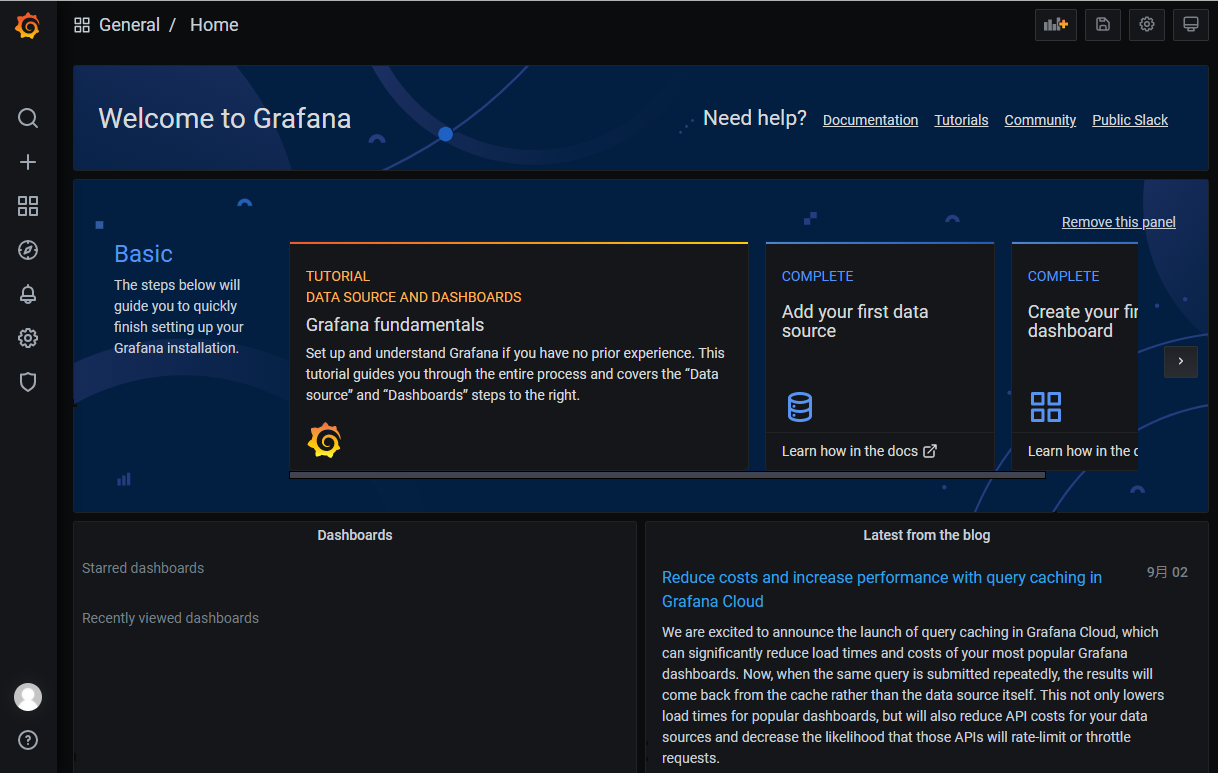 General / Home
Welcome to Grafana
Need help? Documentation Tutorials Community Public Slack
Remove this panel
Basic
The steps below will
guide you to quickly
finish setting up your
Grafana installation.
TUTORIAL
DATA SOURCE AND DASHBOARDS
Grafana fundamentals
Set up and understand Grafana if you have no prior experience. This
tutorial guides you through the entire process and covers the “Data
source” and “Dashboards” steps to the right.
COMPLETE
Add your first data
source
Learn how in the docs
COMPLETE
Create your fir
dashboard
Learn how in the d
Dashboards
Starred dashboards
Recently viewed dashboards
Latest from the blog
Reduce costs and increase performance with query caching in
Grafana Cloud
9月 02
We are excited to announce the launch of query caching in Grafana Cloud, which
can significantly reduce load times and costs of your most popular Grafana
dashboards. Now, when the same query is submitted repeatedly, the results will
come back from the cache rather than the data source itself. This not only lowers
load times for popular dashboards, but will also reduce API costs for your data
sources and decrease the likelihood that those APIs will rate-limit or throttle
requests.